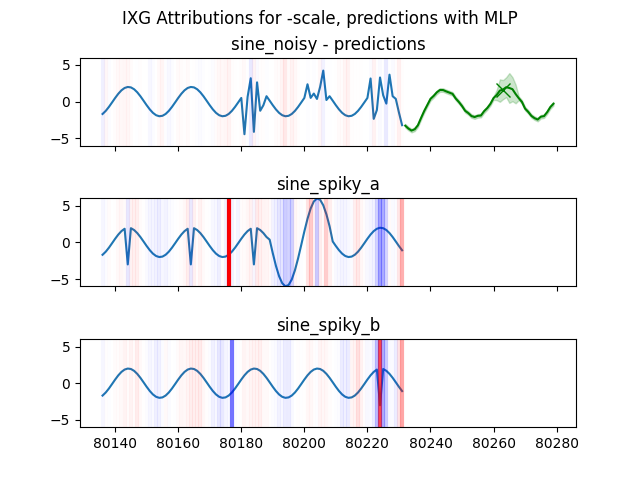 IXG Attributions for -scale, predictions with MLP
sine_noisy - predictions
5
0
−5
sine_spiky_a
5
0
−5
sine_spiky_b
5
0
−5
80140 80160 80180 80200 80220 80240 80260 80280